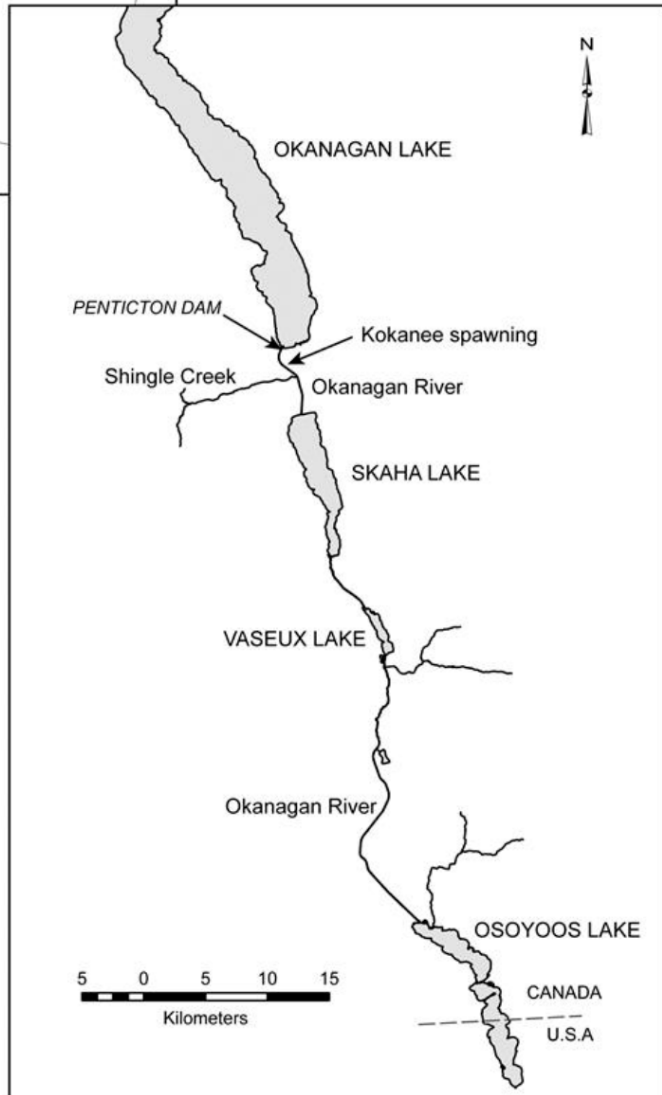 N
OKANAGAN LAKE
PENTICTON DAM
Kokanee spawning
Shingle Creek
Okanagan River
SKAHA LAKE
VASEUX LAKE
Okanagan River
OSOYOOS LAKE
5 0 5 10 15
Kilometers
CANADA
U.S.A